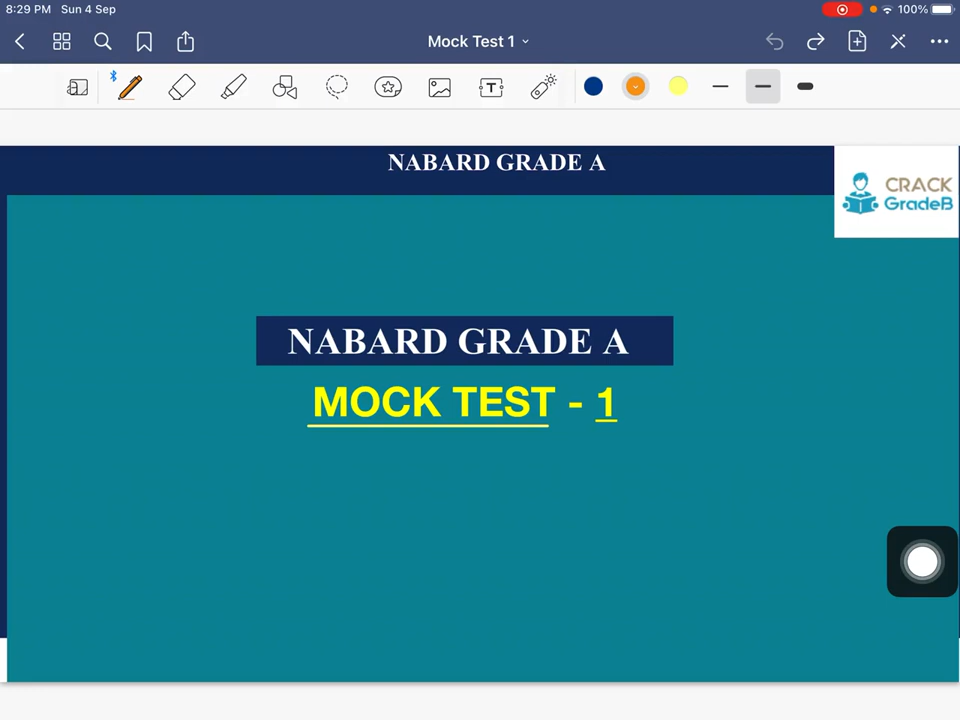 8:29 PM Sun 4 Sep
100%
Mock Test 1
T
NABARD GRADE A
CRACK
GradeB
NABARD GRADE A
MOCK TEST - 1